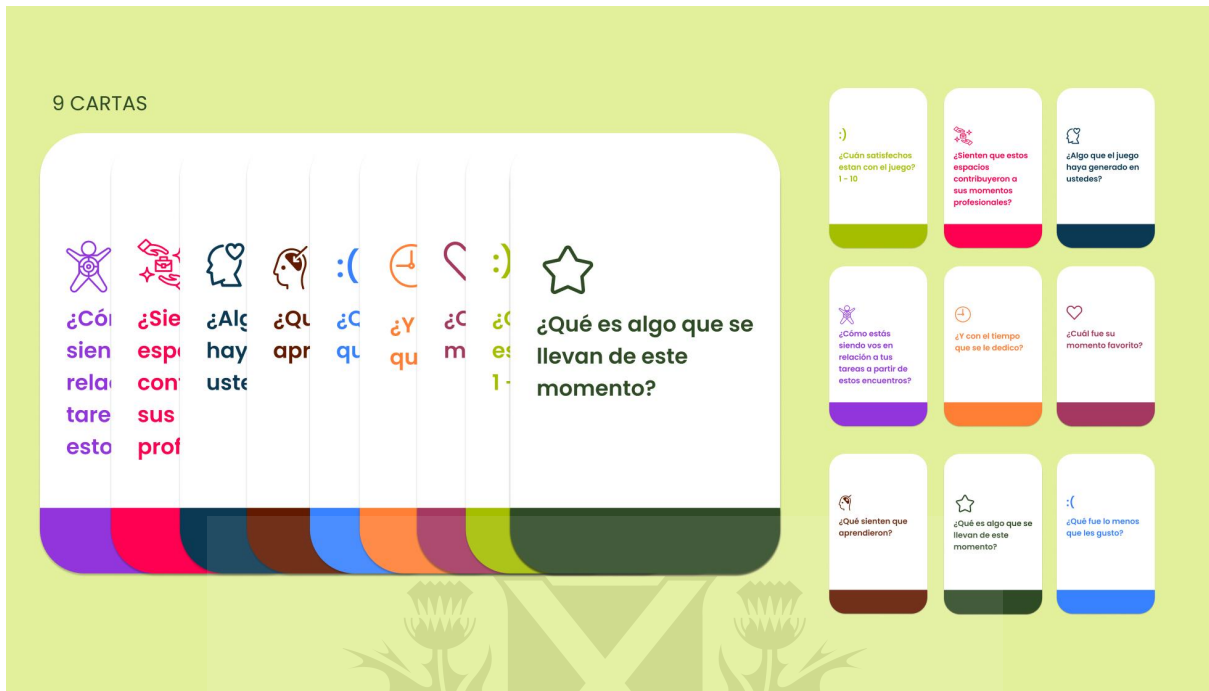 9 CARTAS
¿Có
sien
rela
tare
esto
¿Sie
espe
con
sus
prof
¿Alg
hay
uste
¿Qu
apr
:(
¿Q
qu
¿Y
qu
¿C
m
:)
¿C
es
1 -
¿Qué es algo que se
llevan de este
momento?
:)
¿Cuán satisfechos
estan con el juego?
1 - 10
¿Sienten que estos
espacios
contribuyeron a
sus momentos
profesionales?
¿Algo que el juego
haya generado en
ustedes?
¿Cómo estás
siendo vos en
relación a tus
tareas a partir de
estos encuentros?
¿Y con el tiempo
que se le dedico?
¿Cuál fue su
momento favorito?
¿Qué sienten que
aprendieron?
¿Qué es algo que se
llevan de este
momento?
:(
¿Qué fue lo menos
que les gusto?